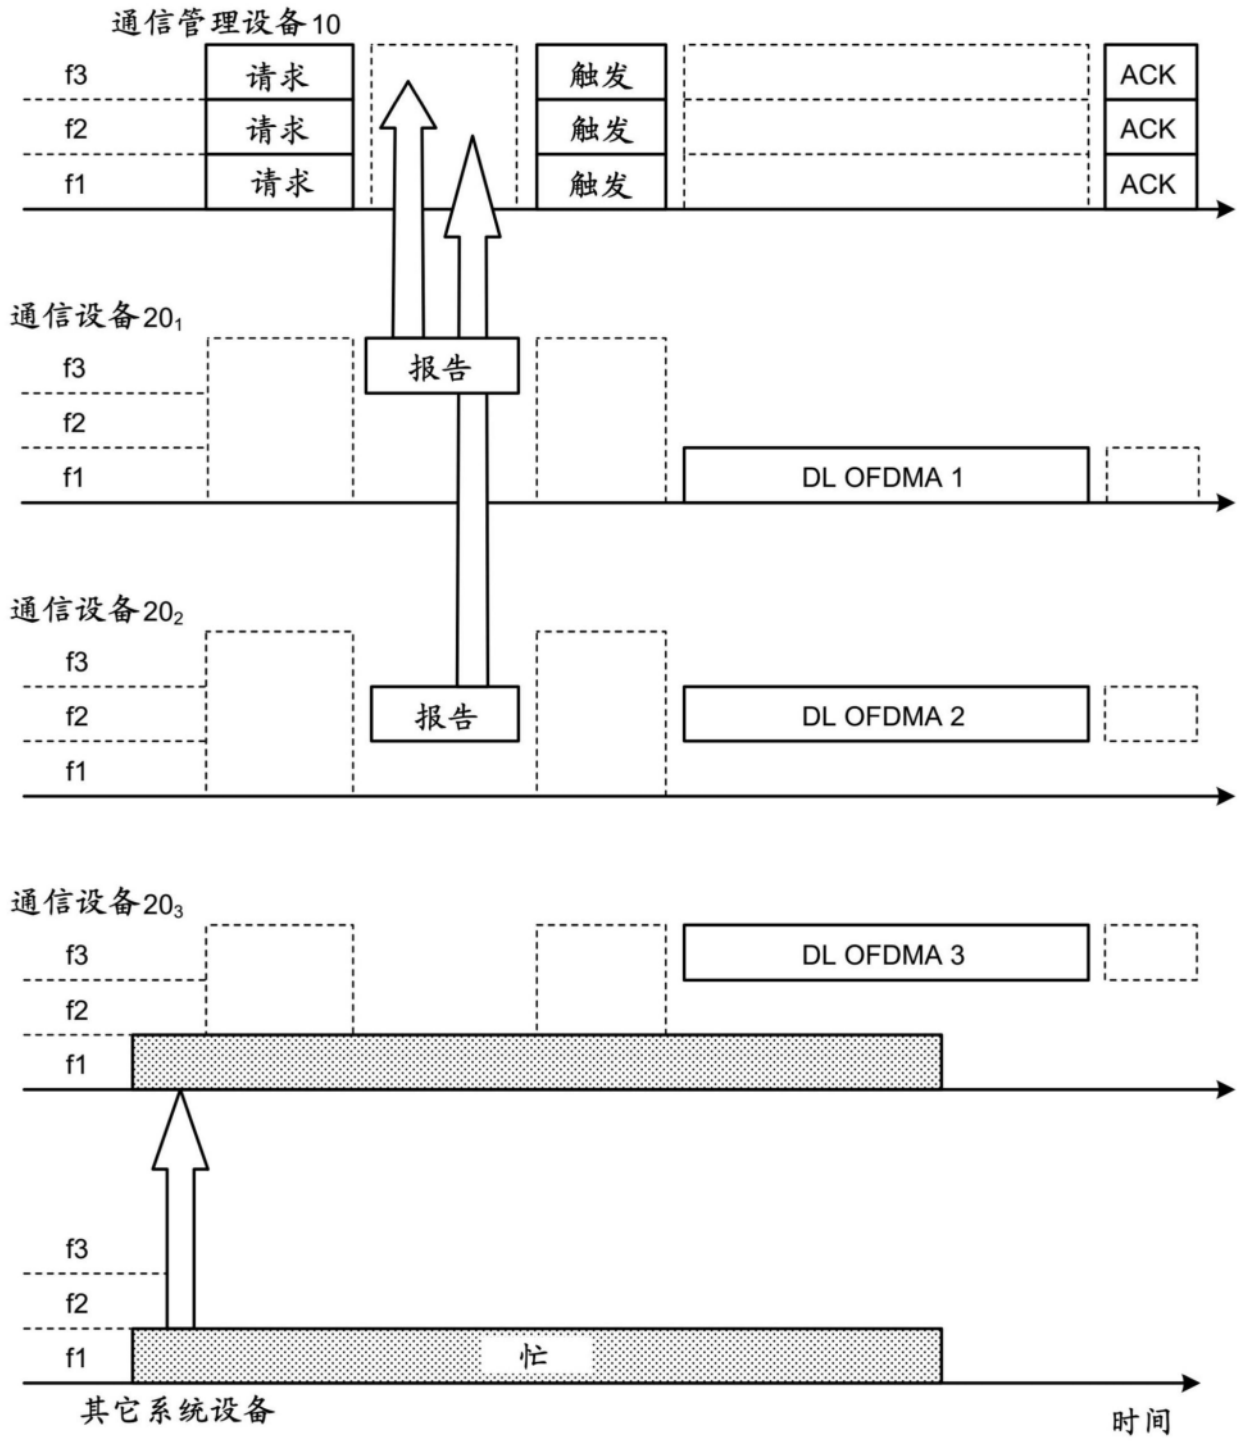 通信管理设备10
f3 请求 触发 ACK
f2 请求 触发 ACK
f1 请求 触发 ACK
通信设备20₁
f3 报告
f2
f1 DL OFDMA 1
通信设备20₂
f3
f2 报告 DL OFDMA 2
f1
通信设备20₃
f3 DL OFDMA 3
f2
f1
f3
f2
f1 忙
其它系统设备
时间